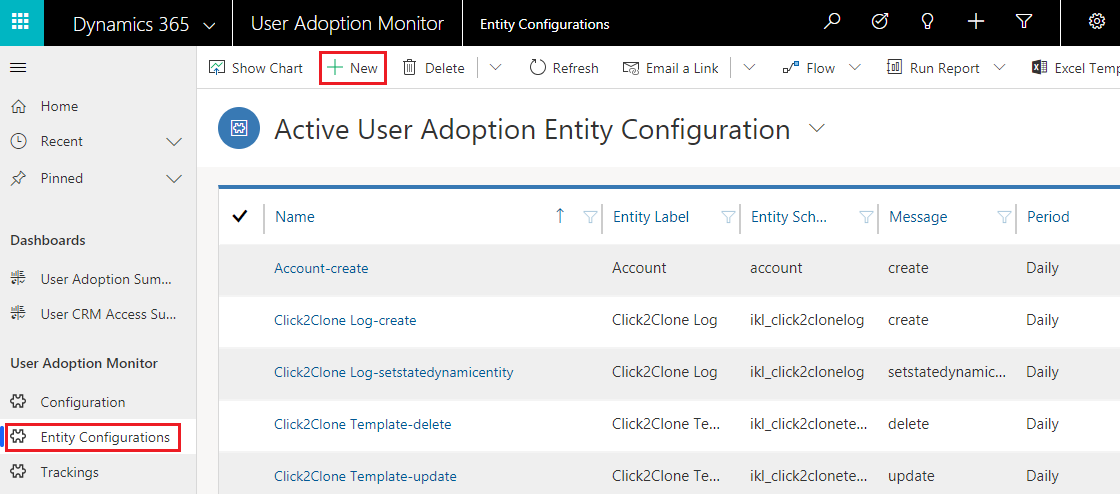 Dynamics 365 User Adoption Monitor Entity Configurations
Show Chart New Delete Refresh Email a Link Flow Run Report Excel Temp
Home
Recent
Pinned
Dashboards
User Adoption Sum...
User CRM Access Su...
User Adoption Monitor
Configuration
Entity Configurations
Trackings
Active User Adoption Entity Configuration
Name Entity Label Entity Sch... Message Period
Account-create Account account create Daily
Click2Clone Log-create Click2Clone Log ikl_click2clonelog create Daily
Click2Clone Log-setstatedynamicentity Click2Clone Log ikl_click2clonelog setstatedynamic... Daily
Click2Clone Template-delete Click2Clone Te... ikl_click2clonete... delete Daily
Click2Clone Template-update Click2Clone Te... ikl_click2clonete... update Daily